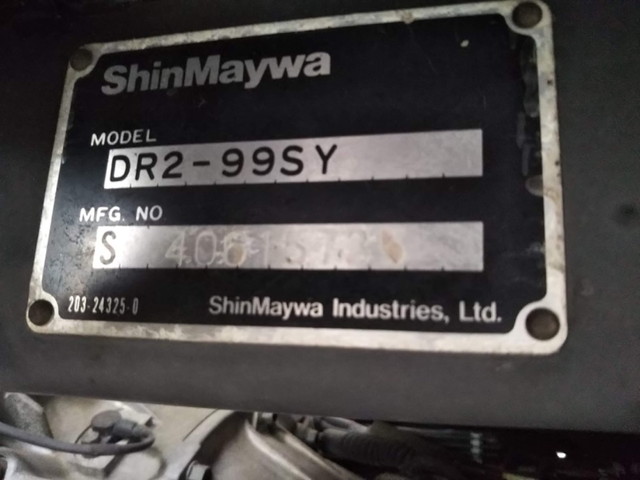 ShinMaywa
MODEL
DR2-99SY
MFG. NO
S
203-24325-0
ShinMaywa Industries, Ltd.